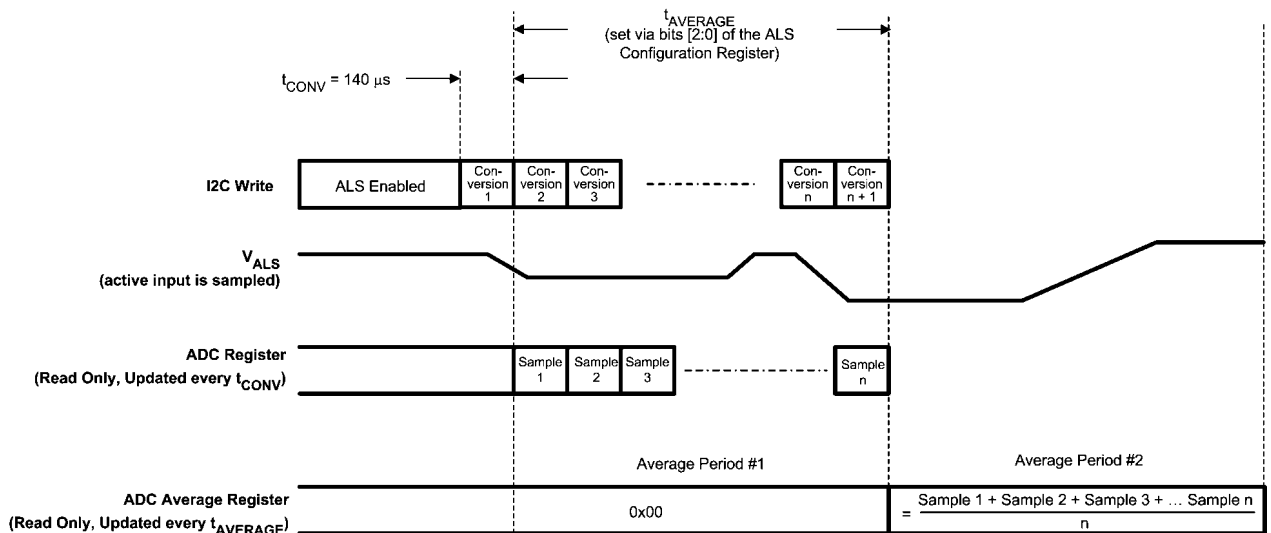 tAVERAGE
(set via bits [2:0] of the ALS
Configuration Register)
tCONV = 140 µs
I2C Write
ALS Enabled
Con-
version
1
Con-
version
2
Con-
version
3
Con-
version
n
Con-
version
n + 1
VALS
(active input is sampled)
ADC Register
(Read Only, Updated every tCONV)
Sample
1
Sample
2
Sample
3
Sample
n
Average Period #1
Average Period #2
ADC Average Register
(Read Only, Updated every tAVERAGE)
0x00
= Sample 1 + Sample 2 + Sample 3 + ... Sample n
n